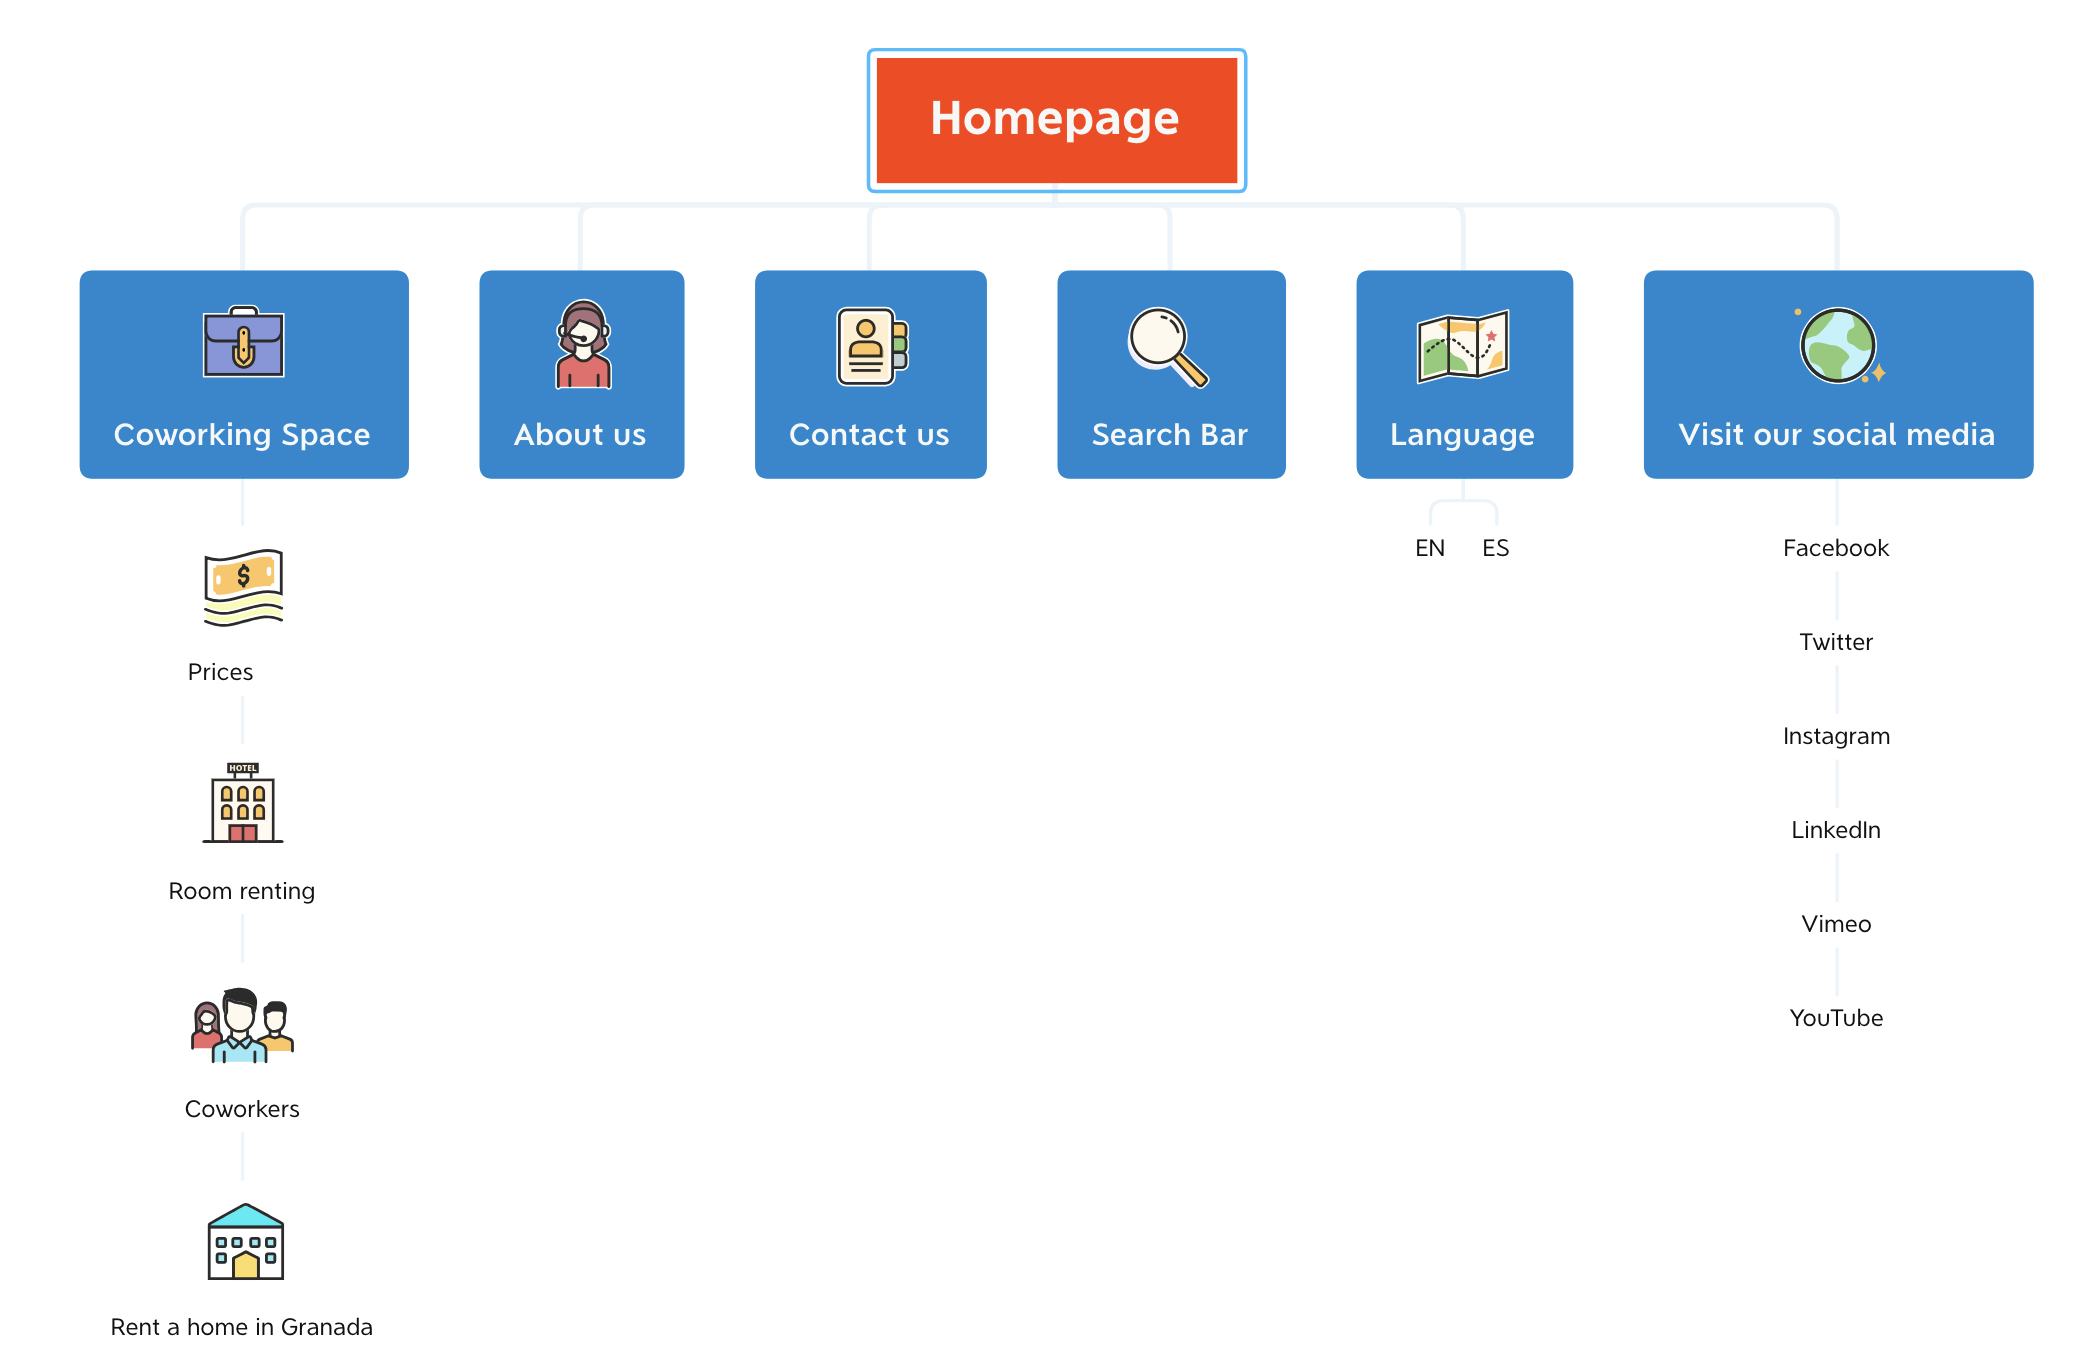 Homepage
Coworking Space
About us
Contact us
Search Bar
Language
Visit our social media
$
Prices
HOTEL
Room renting
Coworkers
Rent a home in Granada
EN
ES
Facebook
Twitter
Instagram
LinkedIn
Vimeo
YouTube